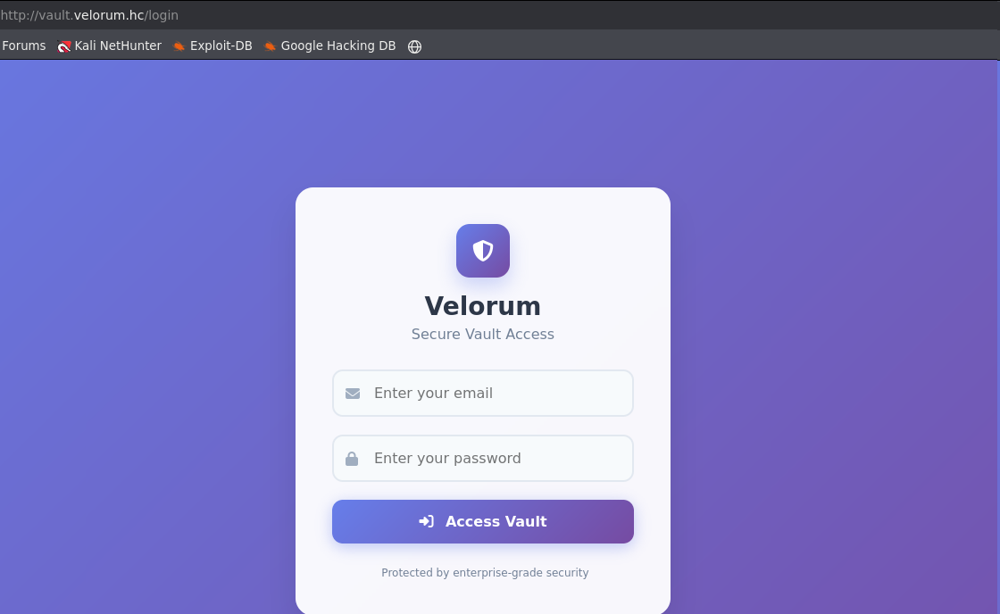 http://vault.velorum.hc/login
Forums Kali NetHunter Exploit-DB Google Hacking DB
Velorum
Secure Vault Access
Enter your email
Enter your password
Access Vault
Protected by enterprise-grade security